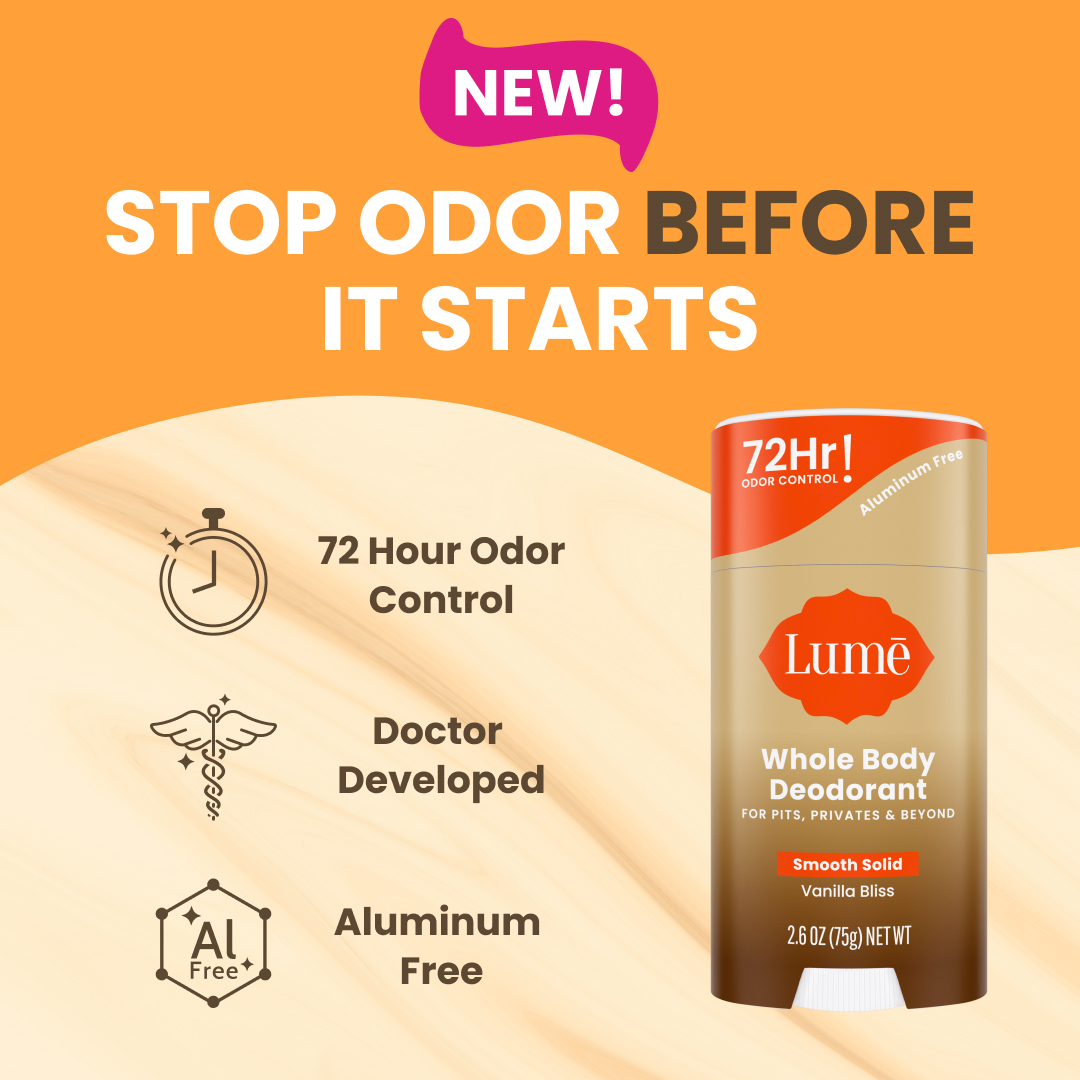 NEW!
STOP ODOR BEFORE
IT STARTS
72 Hour Odor
Control
Doctor
Developed
Al
Free
Aluminum
Free
72Hr!
ODOR CONTROL
Aluminum Free
Lumē
Whole Body
Deodorant
FOR PITS, PRIVATES & BEYOND
Smooth Solid
Vanilla Bliss
2.6 OZ (75g) NET WT